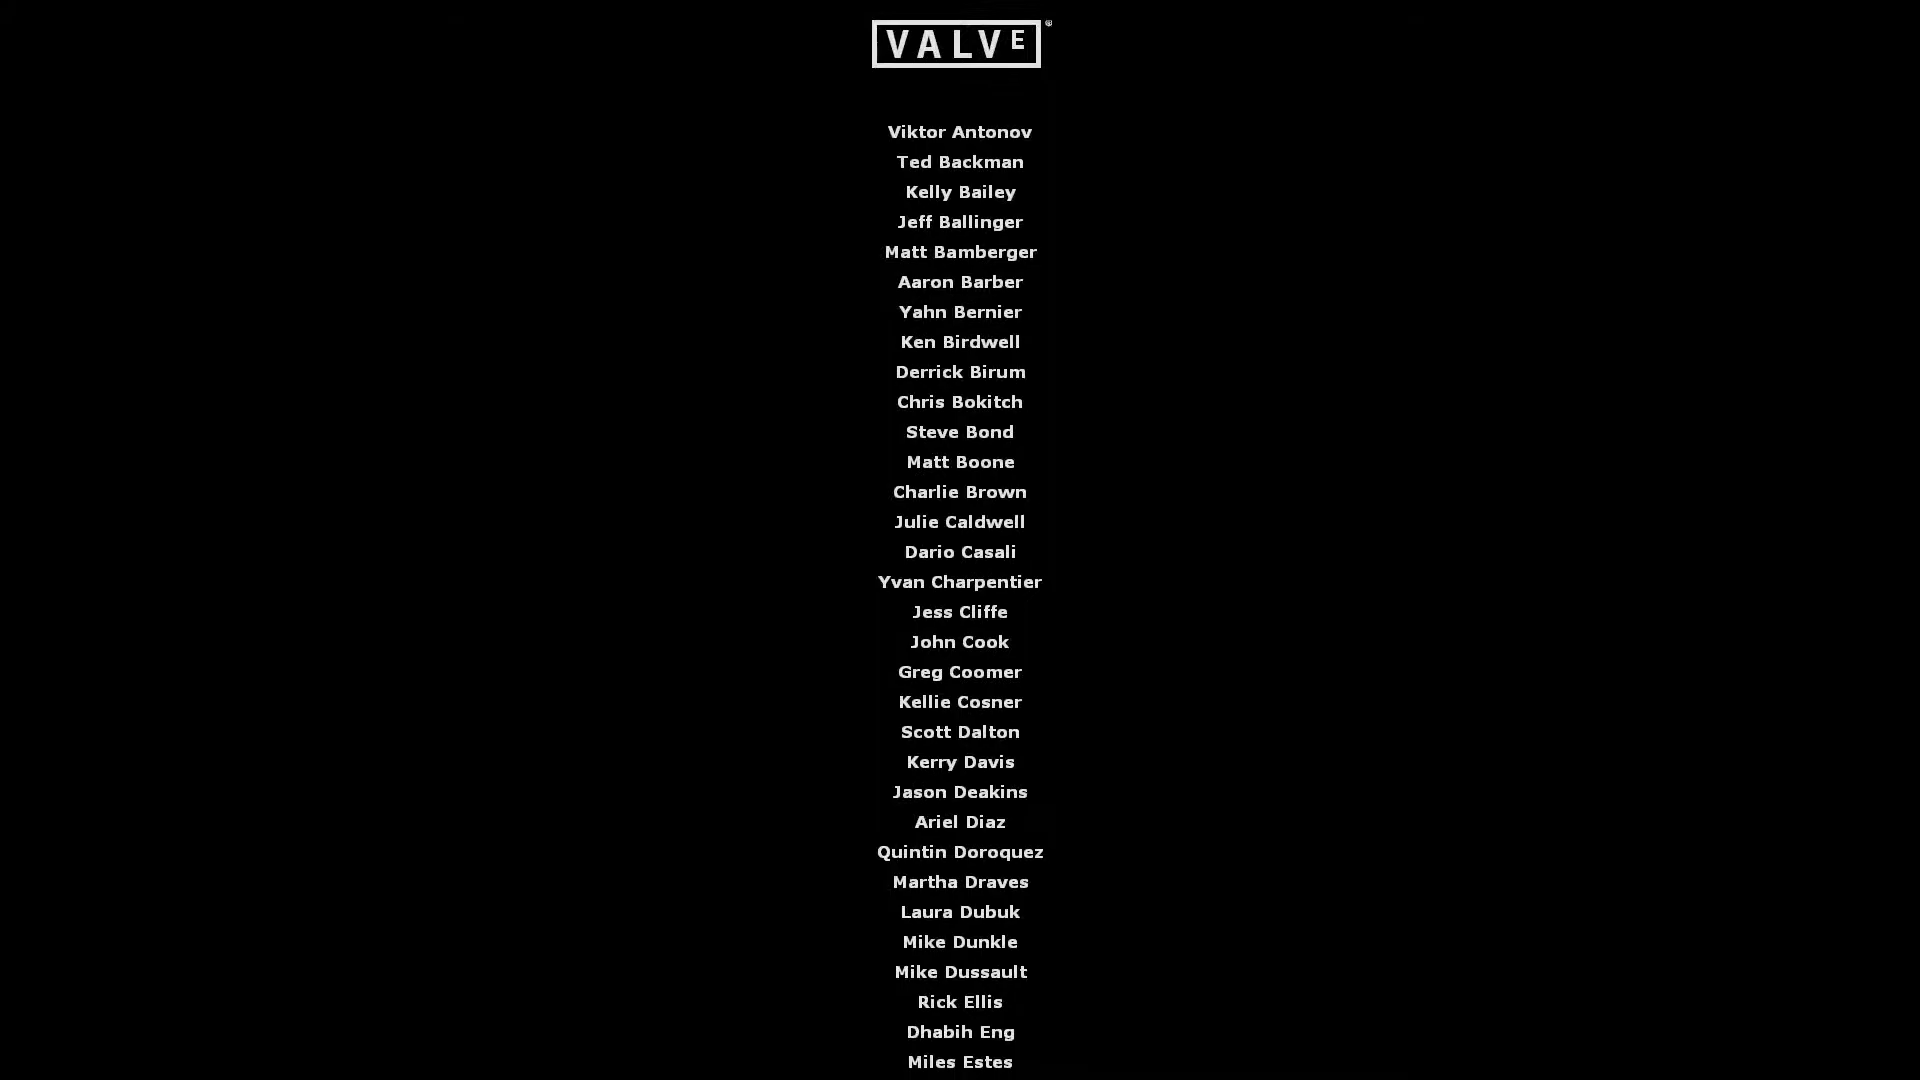 VALVE®
Viktor Antonov
Ted Backman
Kelly Bailey
Jeff Ballinger
Matt Bamberger
Aaron Barber
Yahn Bernier
Ken Birdwell
Derrick Birum
Chris Bokitch
Steve Bond
Matt Boone
Charlie Brown
Julie Caldwell
Dario Casali
Yvan Charpentier
Jess Cliffe
John Cook
Greg Coomer
Kellie Cosner
Scott Dalton
Kerry Davis
Jason Deakins
Ariel Diaz
Quintin Doroquez
Martha Draves
Laura Dubuk
Mike Dunkle
Mike Dussault
Rick Ellis
Dhabih Eng
Miles Estes